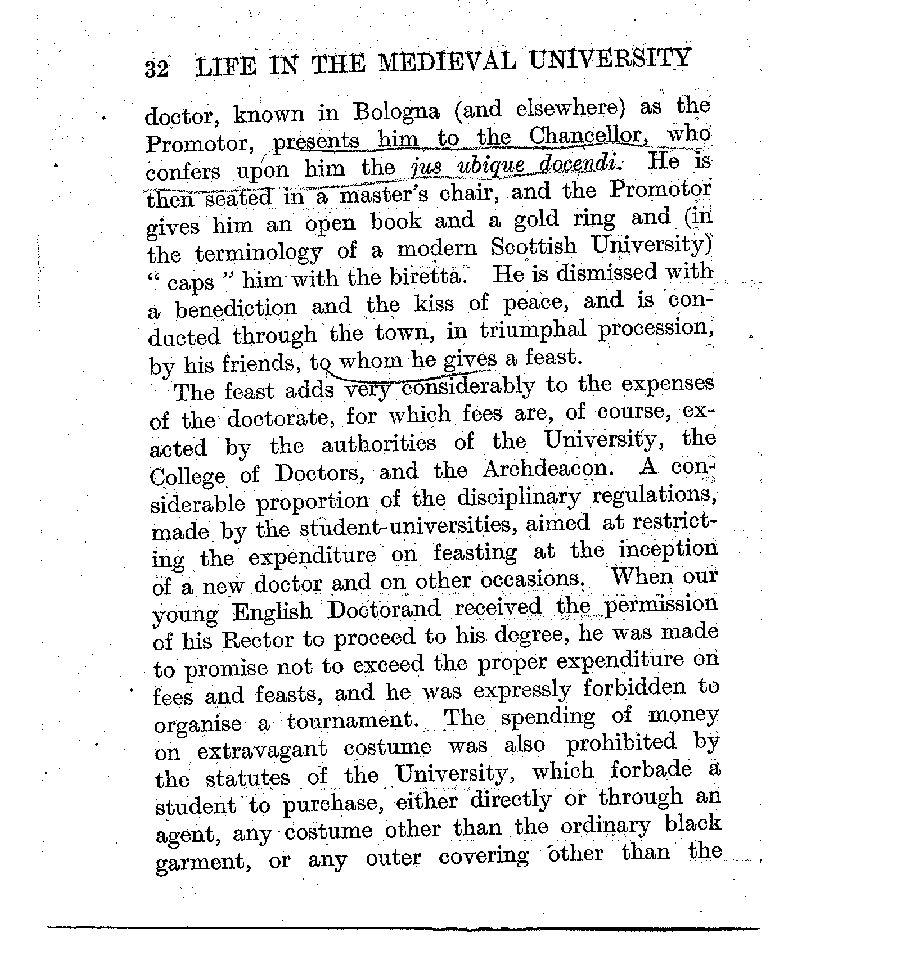 32 LIFE IN THE MEDIEVAL UNIVERSITY
doctor, known in Bologna (and elsewhere) as the
Promotor, presents him to the Chancellor, who
confers upon him the jus ubique docendi. He is
then seated in a master's chair, and the Promotor
gives him an open book and a gold ring and (in
the terminology of a modern Scottish University)
“ caps ” him with the biretta. He is dismissed with
a benediction and the kiss of peace, and is con-
ducted through the town, in triumphal procession,
by his friends, to whom he gives a feast.
The feast adds very considerably to the expenses
of the doctorate, for which fees are, of course, ex-
acted by the authorities of the University, the
College of Doctors, and the Archdeacon. A con-
siderable proportion of the disciplinary regulations,
made by the student-universities, aimed at restrict-
ing the expenditure on feasting at the inception
of a new doctor and on other occasions. When our
young English Doctorand received the permission
of his Rector to proceed to his degree, he was made
to promise not to exceed the proper expenditure on
fees and feasts, and he was expressly forbidden to
organise a tournament. The spending of money
on extravagant costume was also prohibited by
the statutes of the University, which forbade a
student to purchase, either directly or through an
agent, any costume other than the ordinary black
garment, or any outer covering other than the